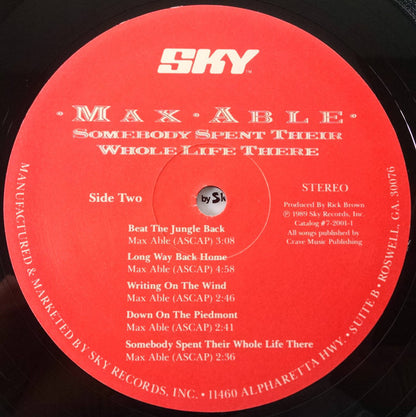 SKY™
· MAX · ABLE ·
SOMEBODY SPENT THEIR
WHOLE LIFE THERE
Side Two
by Sk
STEREO
Produced By Rick Brown
℗ 1989 Sky Records, Inc.
Catalog #7-2001-1
All songs published by
Crave Music Publishing
Beat The Jungle Back
Max Able (ASCAP) 3:08
Long Way Back Home
Max Able (ASCAP) 4:58
Writing On The Wind
Max Able (ASCAP) 2:46
Down On The Piedmont
Max Able (ASCAP) 2:41
Somebody Spent Their Whole Life There
Max Able (ASCAP) 2:36
MANUFACTURED & MARKETED BY SKY RECORDS, INC. • 11460 ALPHARETTA HWY. • SUITE B • ROSWELL, GA. 30076